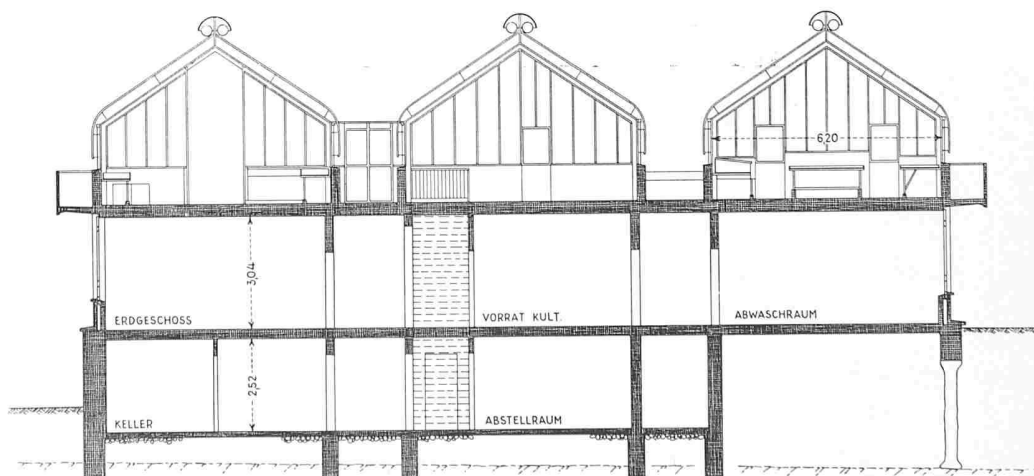 6,20
3,04
ERDGESCHOSS
VORRAT KULT.
ABWASCHRAUM
2,52
KELLER
ABSTELLRAUM